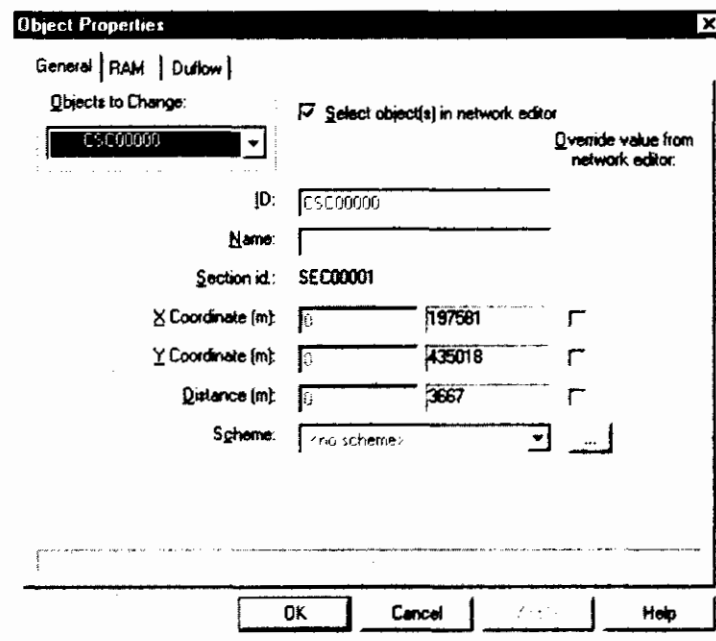 Object Properties
General RAM Duflow
Objects to Change:
CSC00000
Select object(s) in network editor
Override value from
network editor:
ID: CSC00000
Name:
Section id.: SEC00001
X Coordinate (m): 0 197581
Y Coordinate (m): 0 435018
Distance (m): 0 3667
Scheme: <no scheme> ...
OK Cancel Apply Help